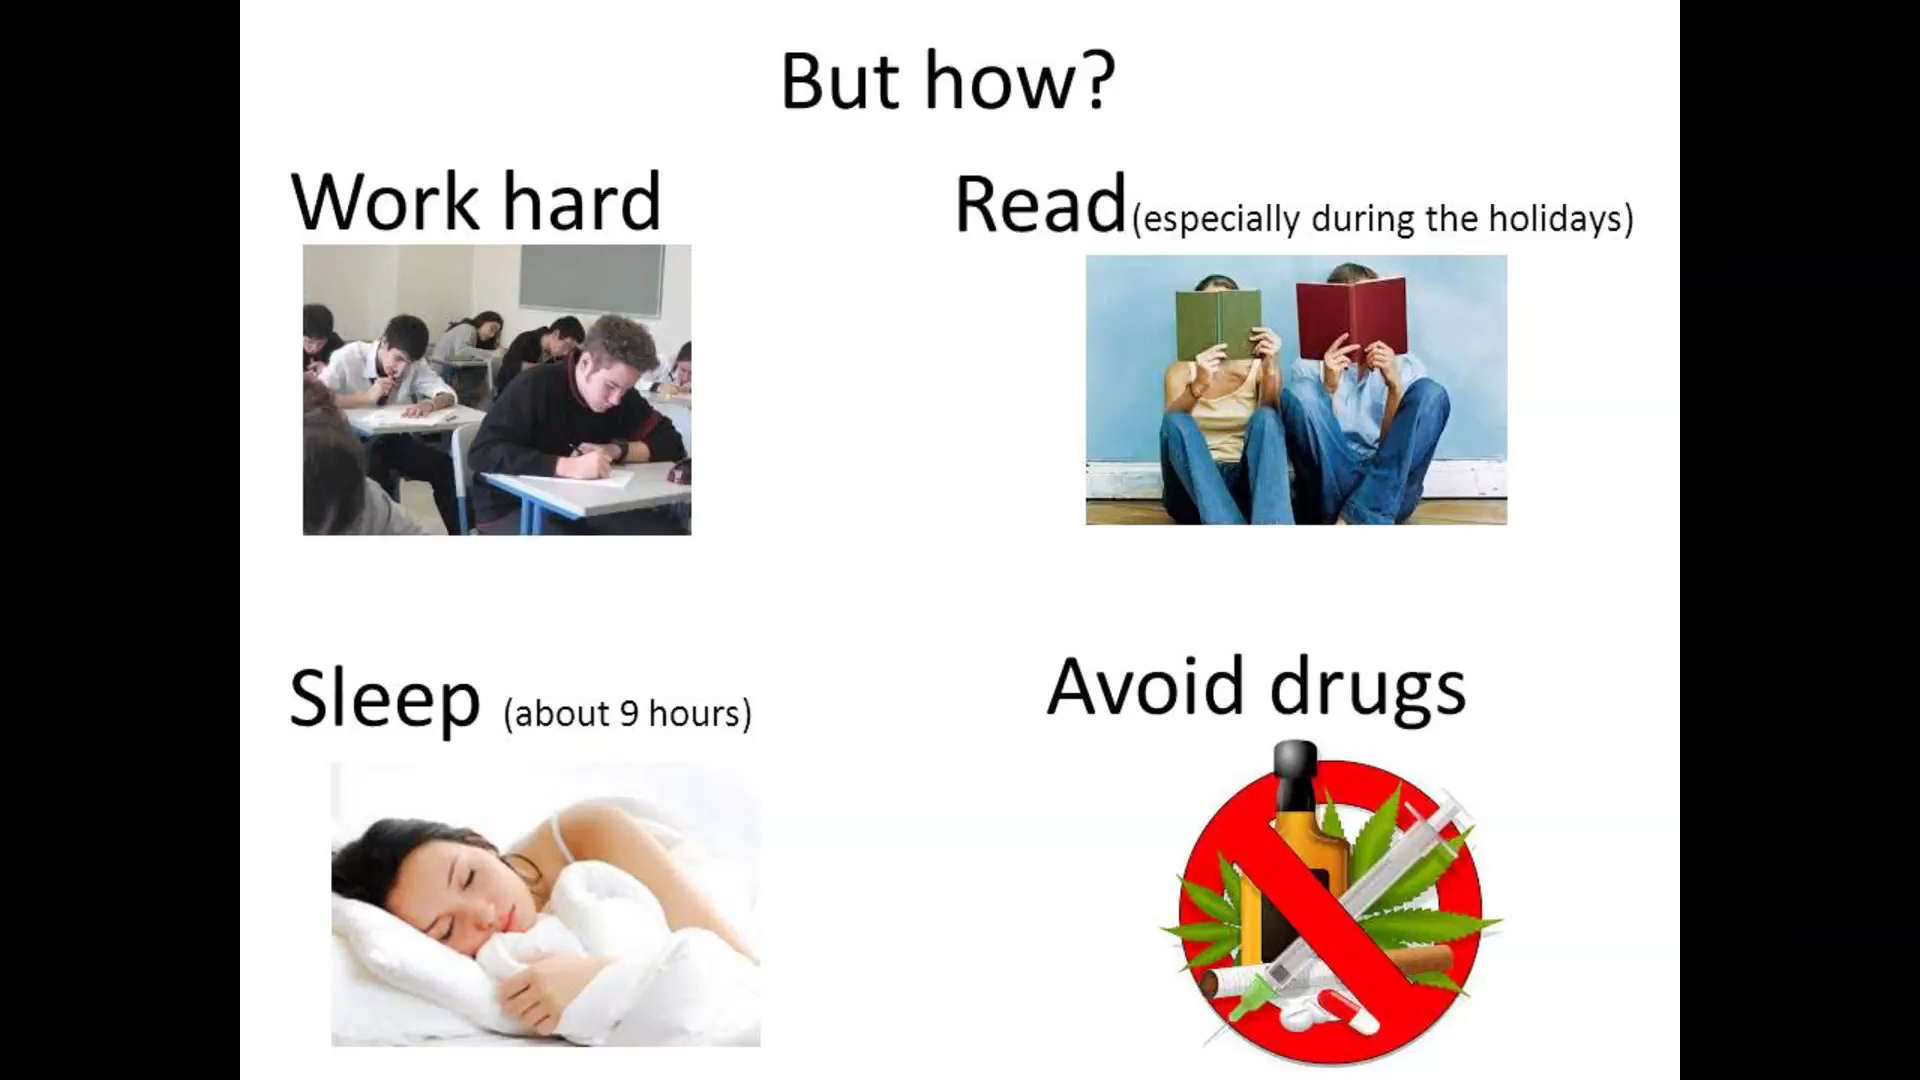 But how?
Work hard
Read (especially during the holidays)
Sleep (about 9 hours)
Avoid drugs